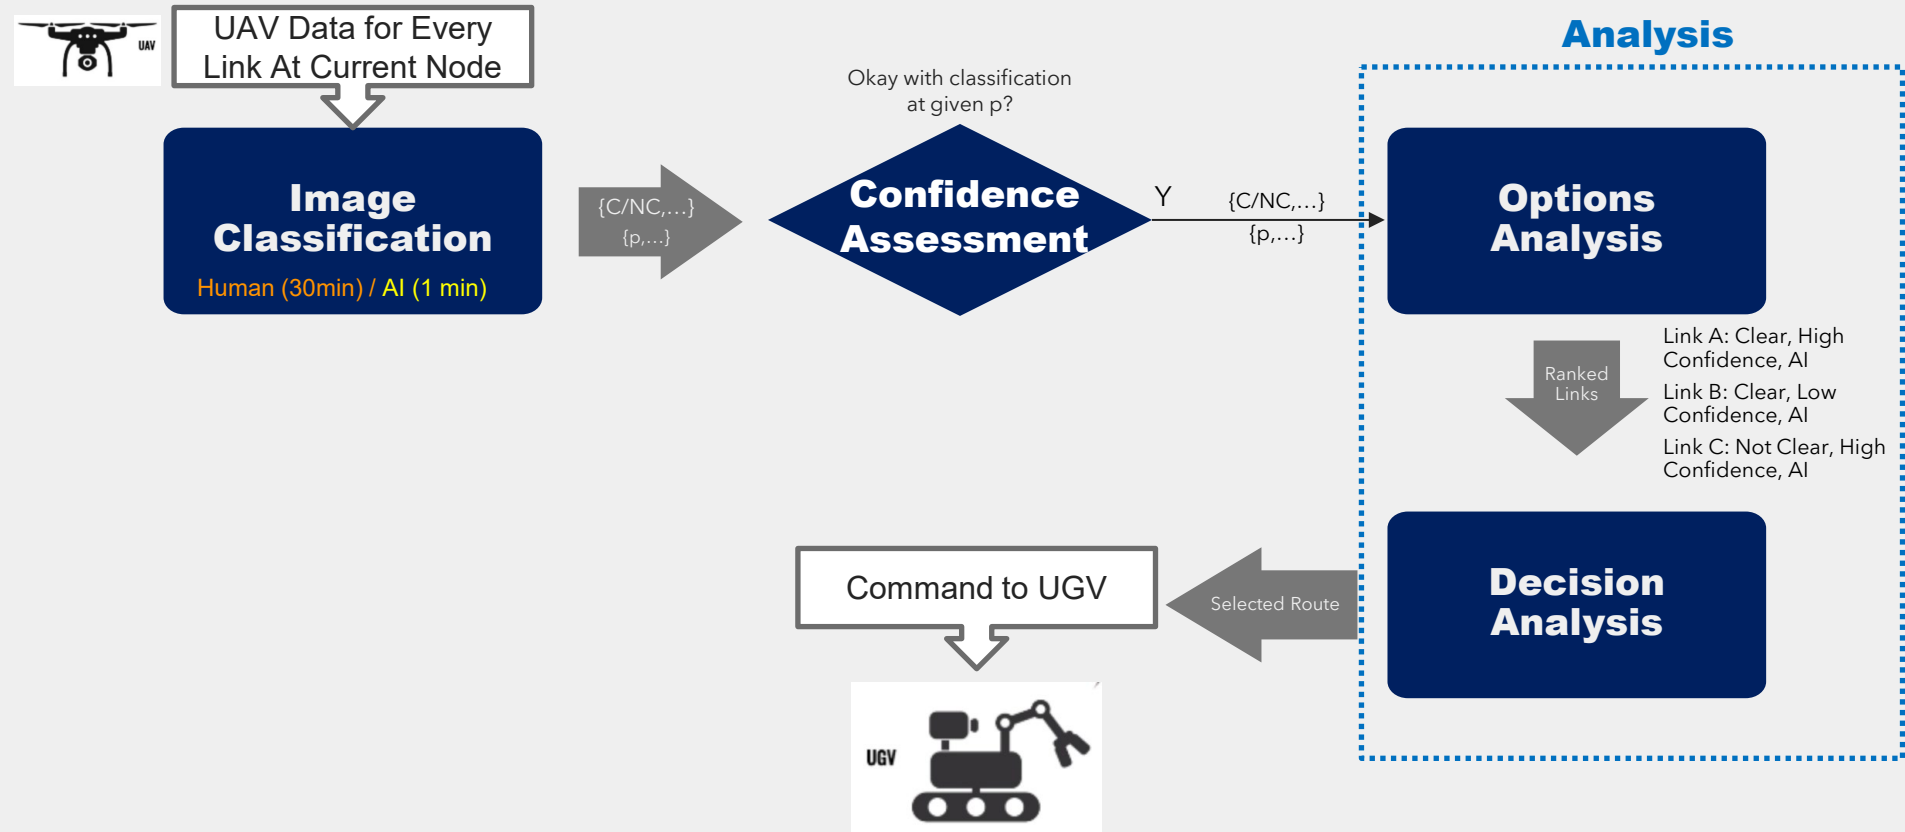 UAV
UAV Data for Every
Link At Current Node
Image
Classification
Human (30min) / AI (1 min)
{C/NC,...}
{p,...}
Okay with classification
at given p?
Confidence
Assessment
Y
{C/NC,...}
{p,...}
Analysis
Options
Analysis
Ranked
Links
Link A: Clear, High
Confidence, AI
Link B: Clear, Low
Confidence, AI
Link C: Not Clear, High
Confidence, AI
Decision
Analysis
Selected Route
Command to UGV
UGV